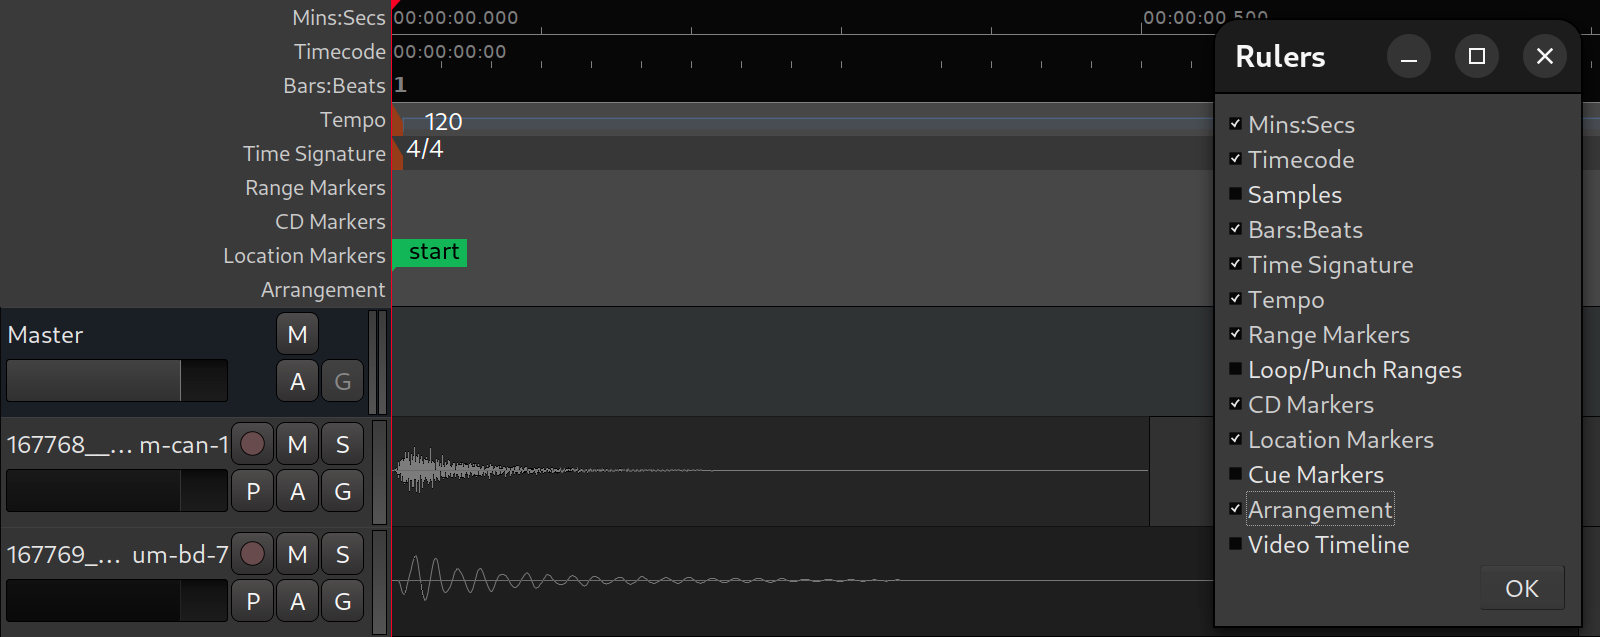 Mins:Secs 00:00:00.000 00:00:00.500
Timecode 00:00:00:00
Bars:Beats 1
Tempo 120
Time Signature 4/4
Range Markers
CD Markers
Location Markers start
Arrangement
Master M
A G
167768__... m-can-1 M S
P A G
167769_... um-bd-7 M S
P A G
Rulers
Mins:Secs
Timecode
Samples
Bars:Beats
Time Signature
Tempo
Range Markers
Loop/Punch Ranges
CD Markers
Location Markers
Cue Markers
Arrangement
Video Timeline
OK